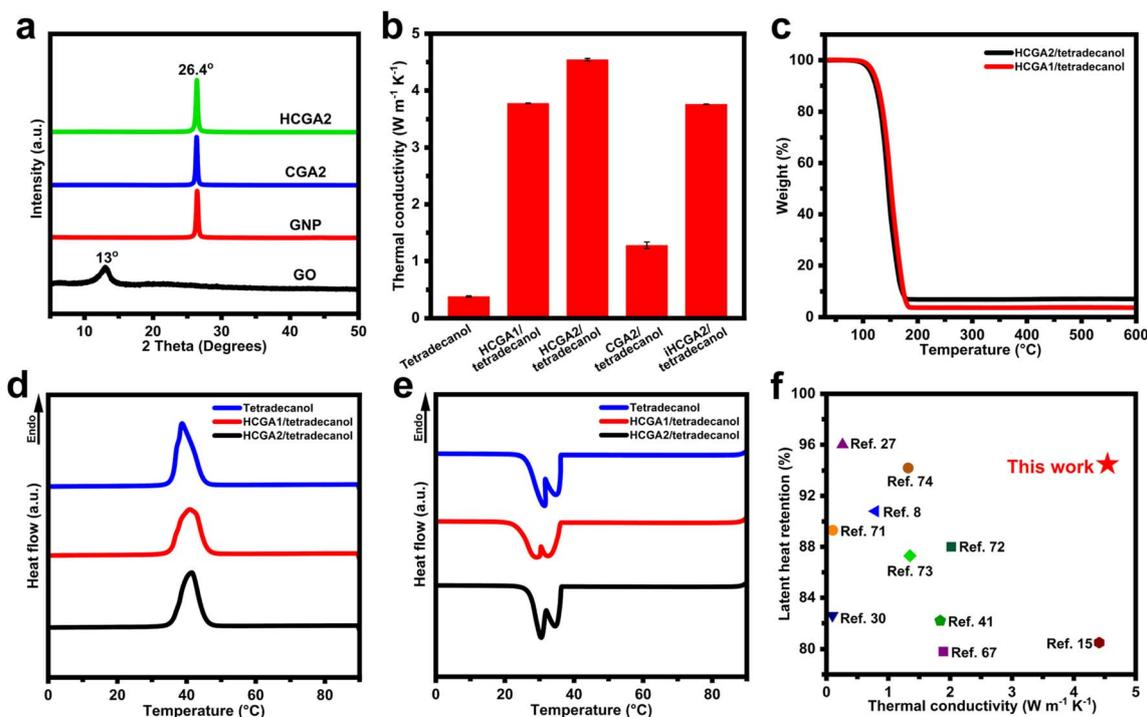 a
Intensity (a.u.)
26.4°
HCGA2
CGA2
GNP
13°
GO
10 20 30 40 50
2 Theta (Degrees)
b
Thermal conductivity (W m⁻¹ K⁻¹)
5
4
3
2
1
0
Tetradecanol
HCGA1/
tetradecanol
HCGA2/
tetradecanol
CGA2/
tetradecanol
IHCGA2/
tetradecanol
c
Weight (%)
100
80
60
40
20
0
HCGA2/tetradecanol
HCGA1/tetradecanol
0 100 200 300 400 500 600
Temperature (°C)
d
Endo
Heat flow (a.u.)
Tetradecanol
HCGA1/tetradecanol
HCGA2/tetradecanol
0 20 40 60 80
Temperature (°C)
e
Endo
Heat flow (a.u.)
Tetradecanol
HCGA1/tetradecanol
HCGA2/tetradecanol
0 20 40 60 80
Temperature (°C)
f
Latent heat retention (%)
100
96
92
88
84
80
Ref. 27
This work
Ref. 74
Ref. 8
Ref. 71
Ref. 72
Ref. 73
Ref. 30
Ref. 41
Ref. 15
Ref. 67
0 1 2 3 4 5
Thermal conductivity (W m⁻¹ K⁻¹)